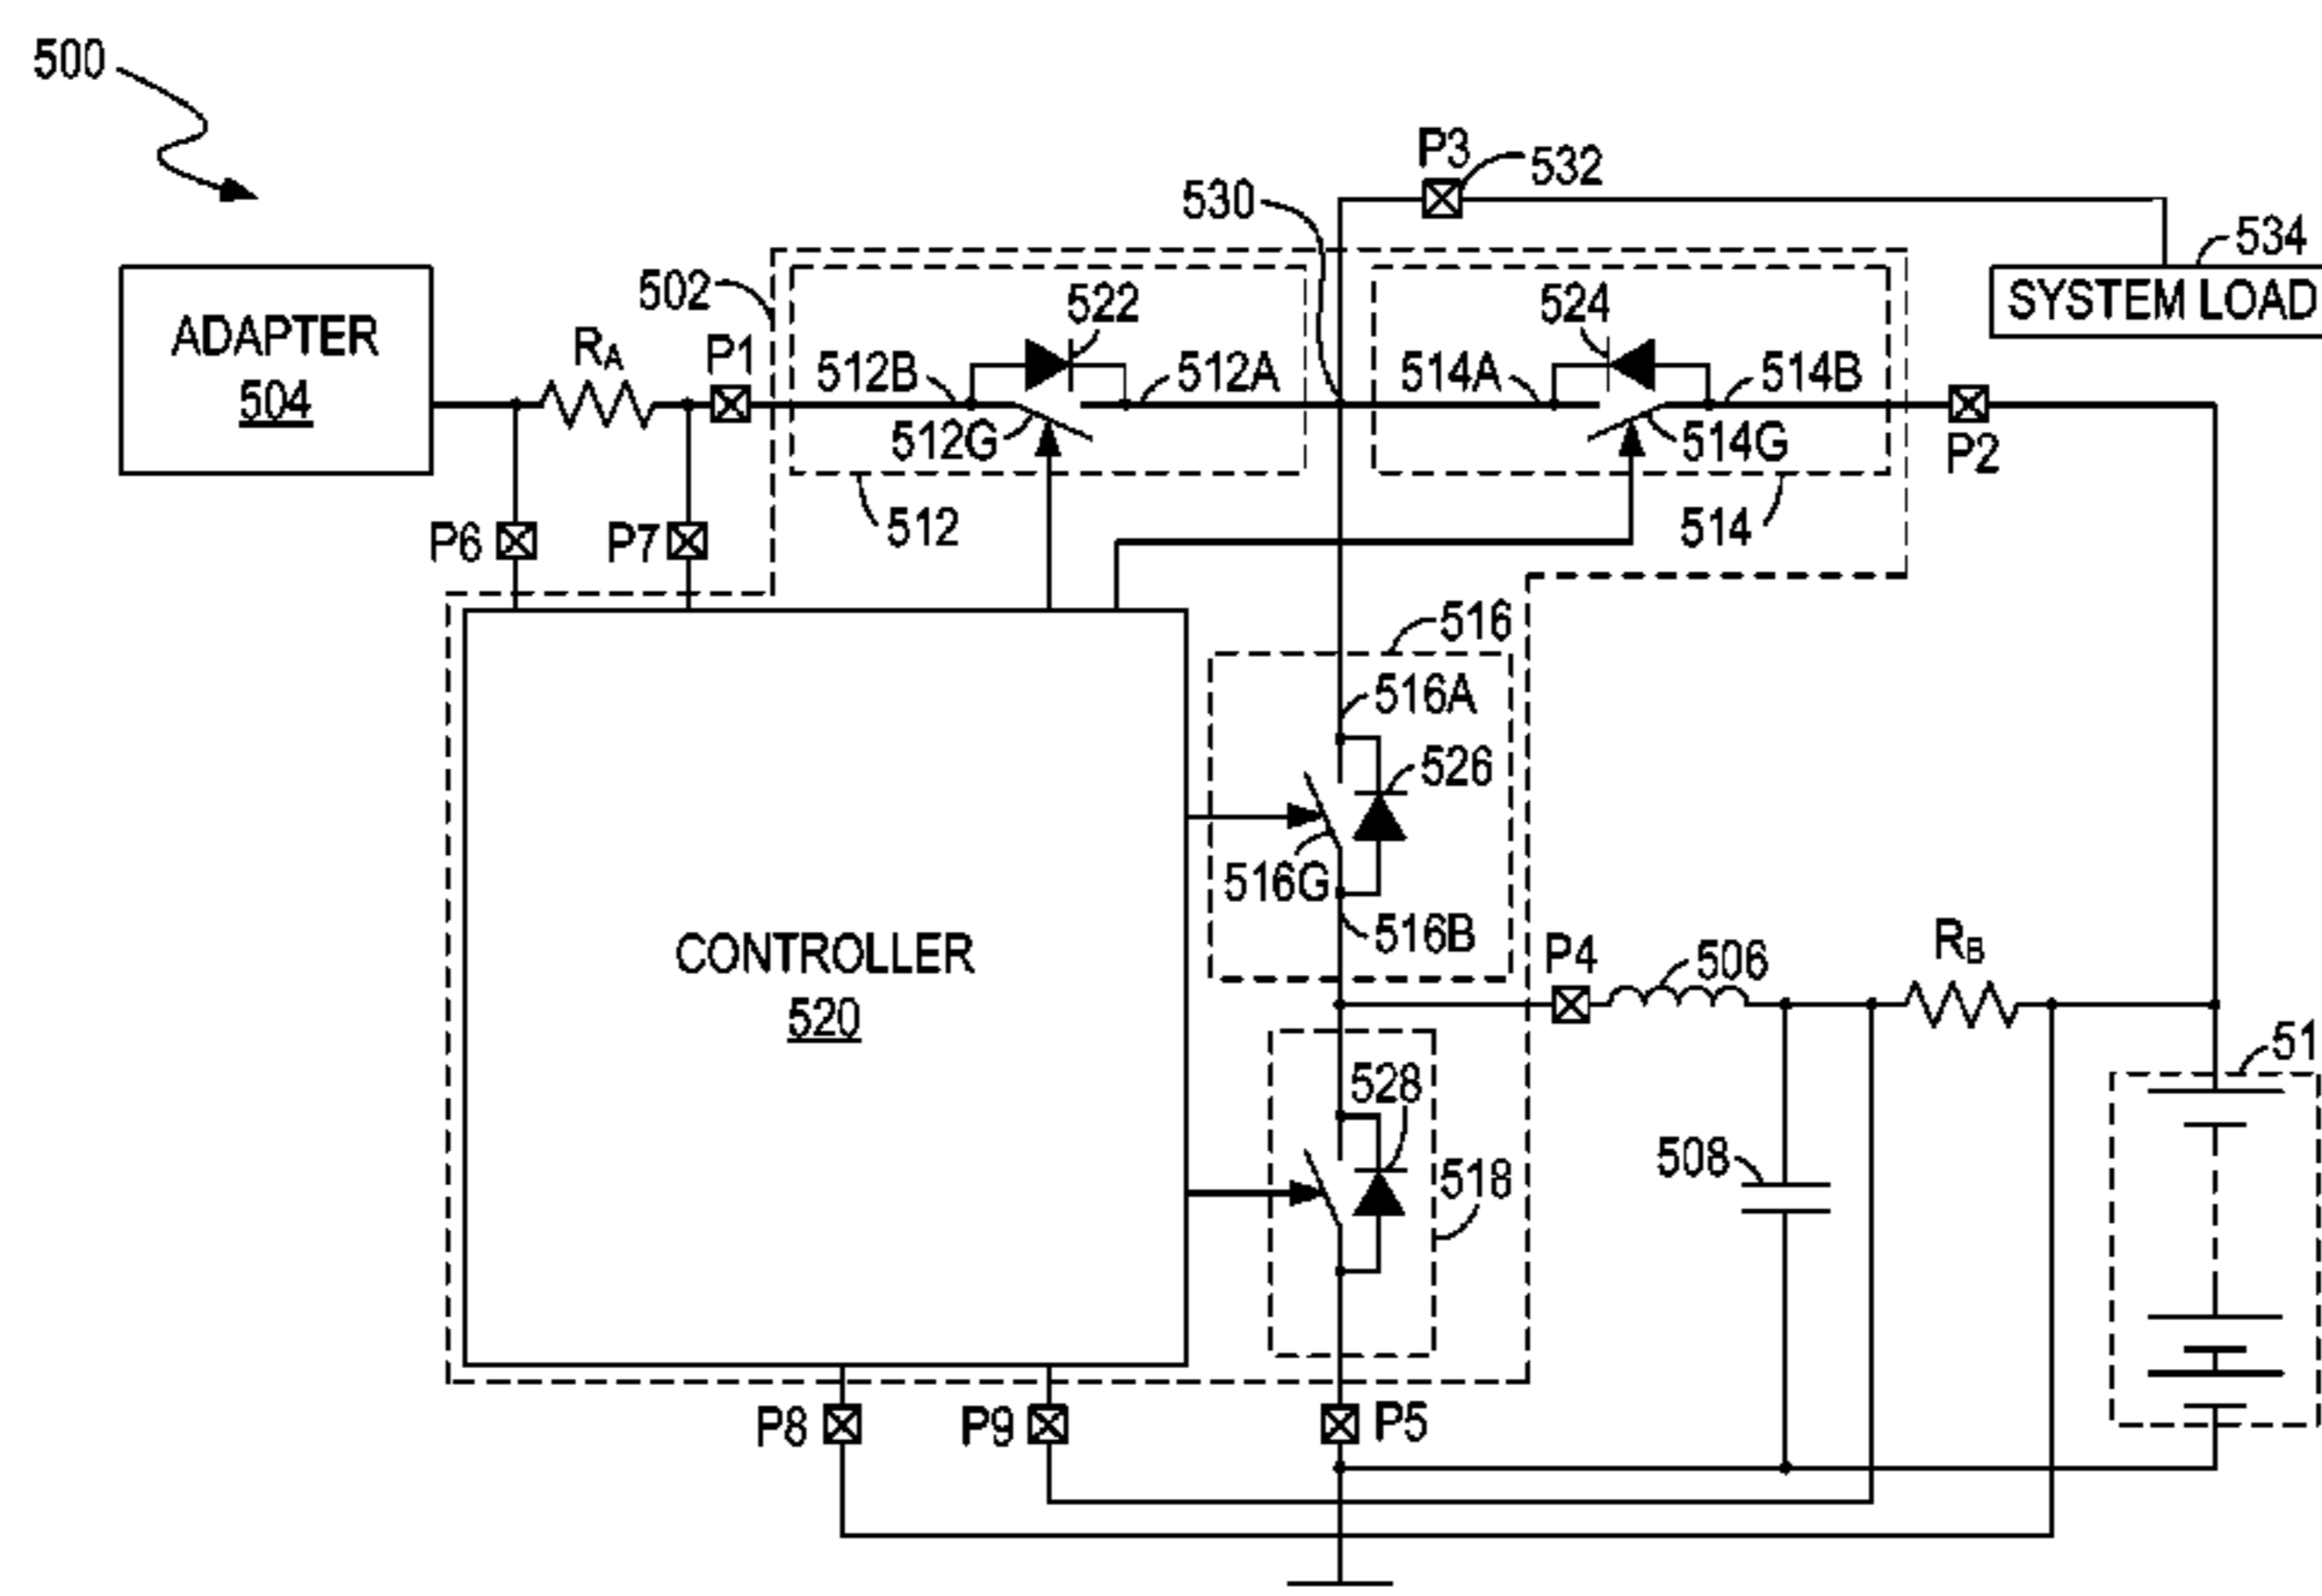 500
P3
532
530
534
SYSTEM LOAD
502
ADAPTER
504
RA
P1
522
512B
512A
512G
512
524
514A
514B
514G
514
P2
P6
P7
516
516A
526
516G
516B
CONTROLLER
520
P4
506
RB
51
528
518
508
P8
P9
P5